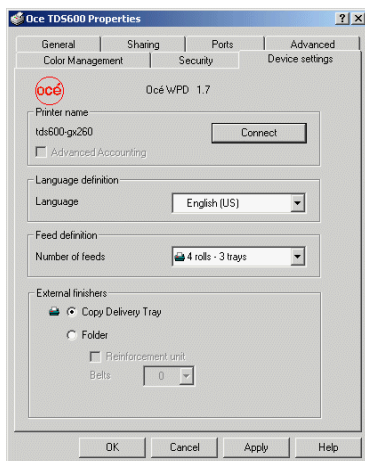 Oce TDS600 Properties
General Sharing Ports Advanced
Color Management Security Device settings
océ Océ WPD 1.7
Printer name
tds600-gx260 Connect
Advanced Accounting
Language definition
Language English (US)
Feed definition
Number of feeds 4 rolls - 3 trays
External finishers
Copy Delivery Tray
Folder
Reinforcement unit
Belts 0
OK Cancel Apply Help